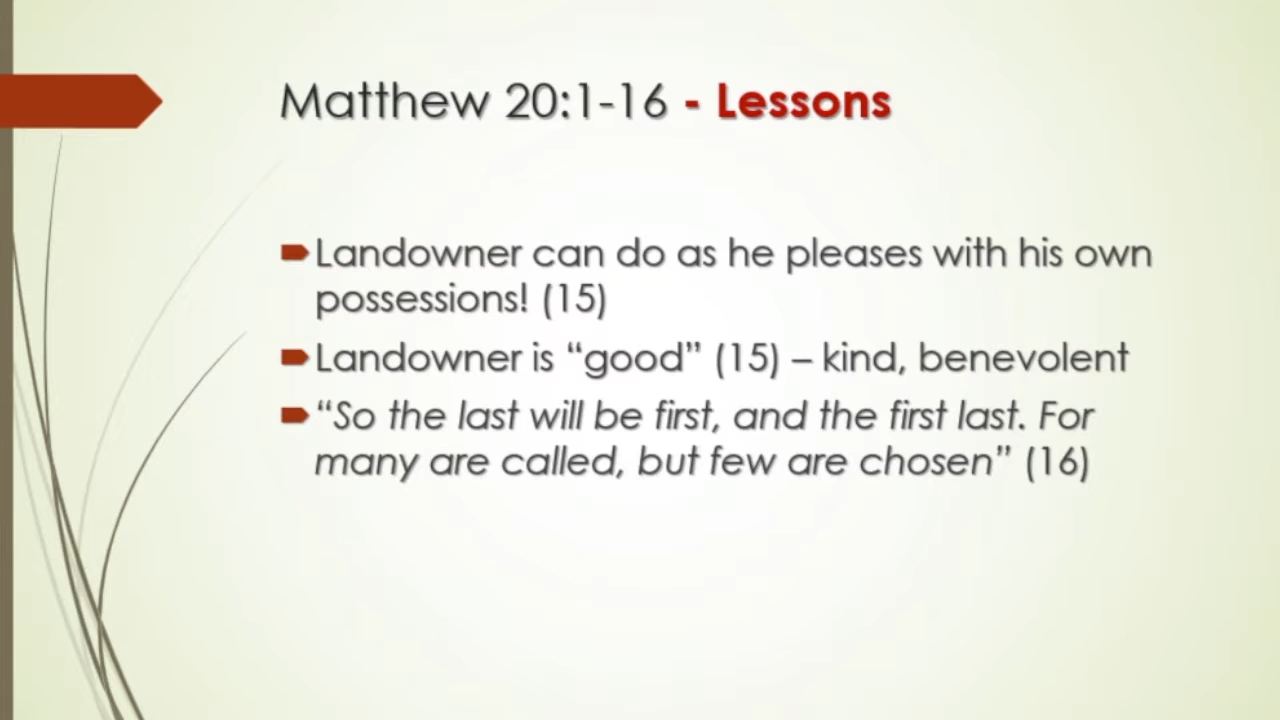 Matthew 20:1-16 - Lessons
Landowner can do as he pleases with his own
possessions! (15)
Landowner is “good” (15) – kind, benevolent
“So the last will be first, and the first last. For
many are called, but few are chosen” (16)